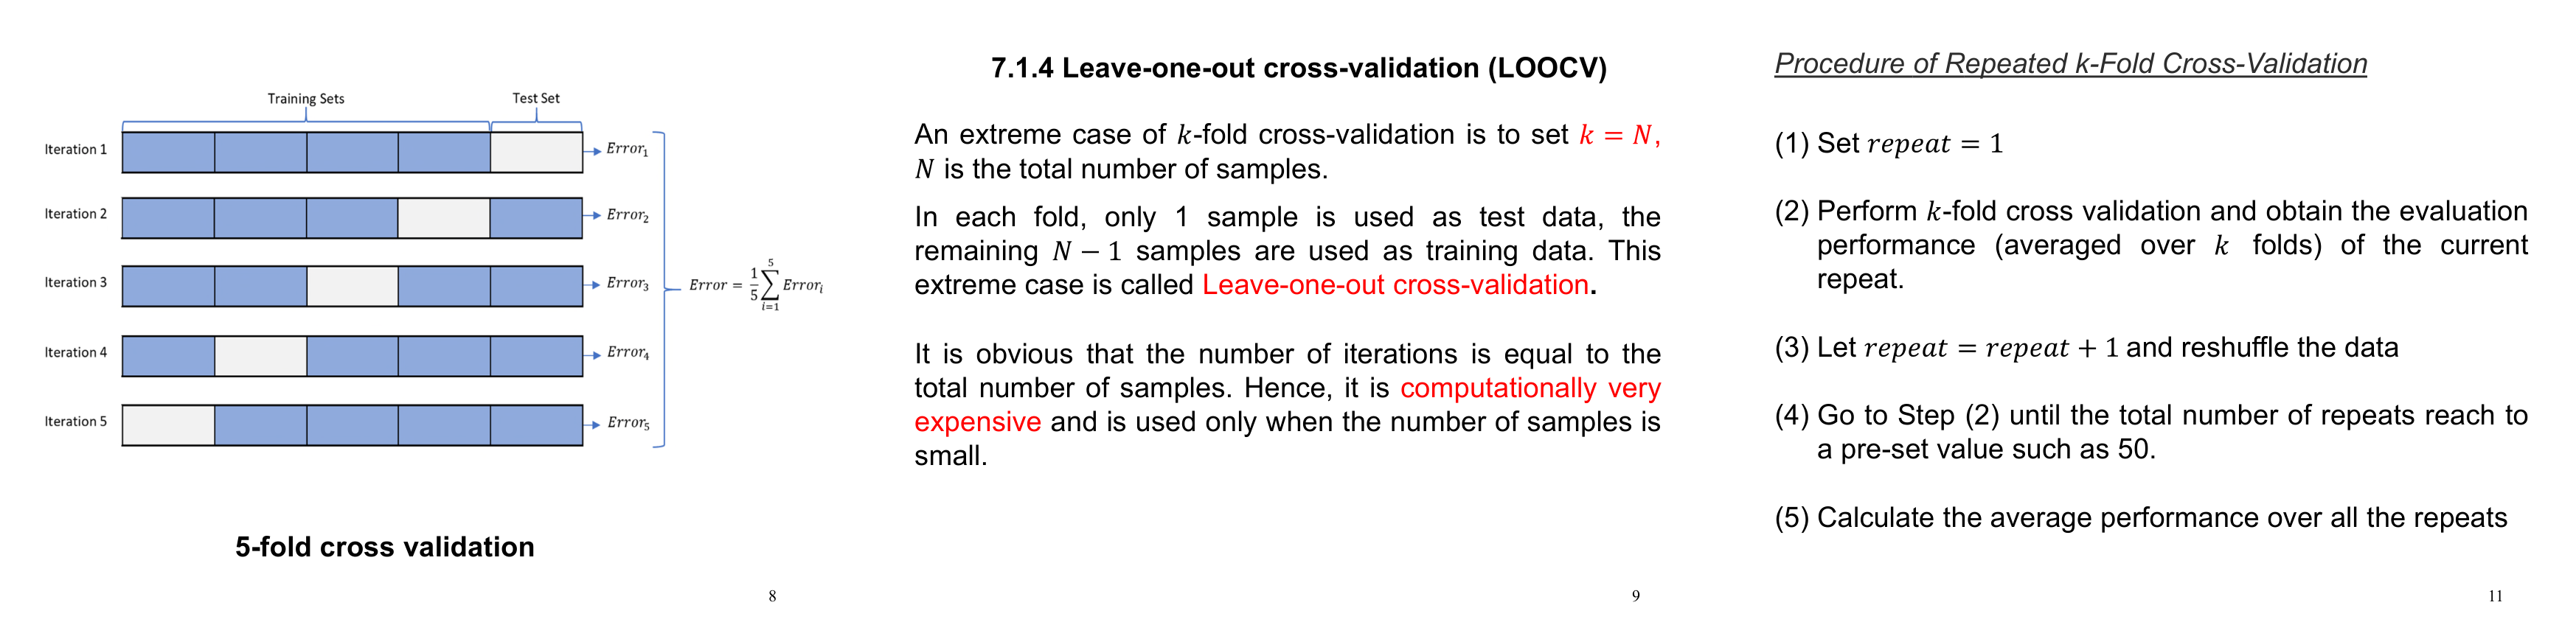 Training Sets Test Set
Iteration 1 Error₁
Iteration 2 Error₂
Iteration 3 Error₃
Error = 1/5 ∑_{i=1}^{5} Errorᵢ
Iteration 4 Error₄
Iteration 5 Error₅
5-fold cross validation
8
7.1.4 Leave-one-out cross-validation (LOOCV)
An extreme case of k-fold cross-validation is to set k = N,
N is the total number of samples.
In each fold, only 1 sample is used as test data, the
remaining N − 1 samples are used as training data. This
extreme case is called Leave-one-out cross-validation.
It is obvious that the number of iterations is equal to the
total number of samples. Hence, it is computationally very
expensive and is used only when the number of samples is
small.
9
Procedure of Repeated k-Fold Cross-Validation
(1) Set repeat = 1
(2) Perform k-fold cross validation and obtain the evaluation
performance (averaged over k folds) of the current
repeat.
(3) Let repeat = repeat + 1 and reshuffle the data
(4) Go to Step (2) until the total number of repeats reach to
a pre-set value such as 50.
(5) Calculate the average performance over all the repeats
11